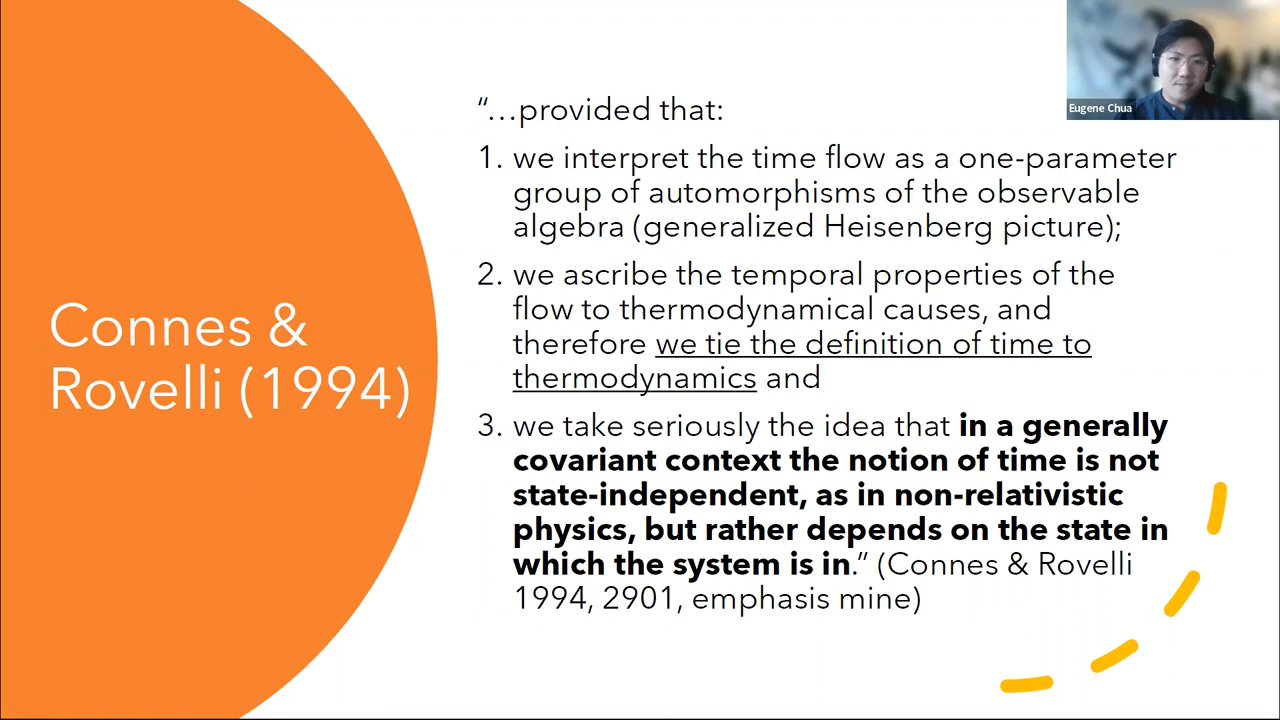 Connes &
Rovelli (1994)
“…provided that:
1. we interpret the time flow as a one-parameter
group of automorphisms of the observable
algebra (generalized Heisenberg picture);
2. we ascribe the temporal properties of the
flow to thermodynamical causes, and
therefore we tie the definition of time to
thermodynamics and
3. we take seriously the idea that in a generally
covariant context the notion of time is not
state-independent, as in non-relativistic
physics, but rather depends on the state in
which the system is in.” (Connes & Rovelli
1994, 2901, emphasis mine)
Eugene Chua